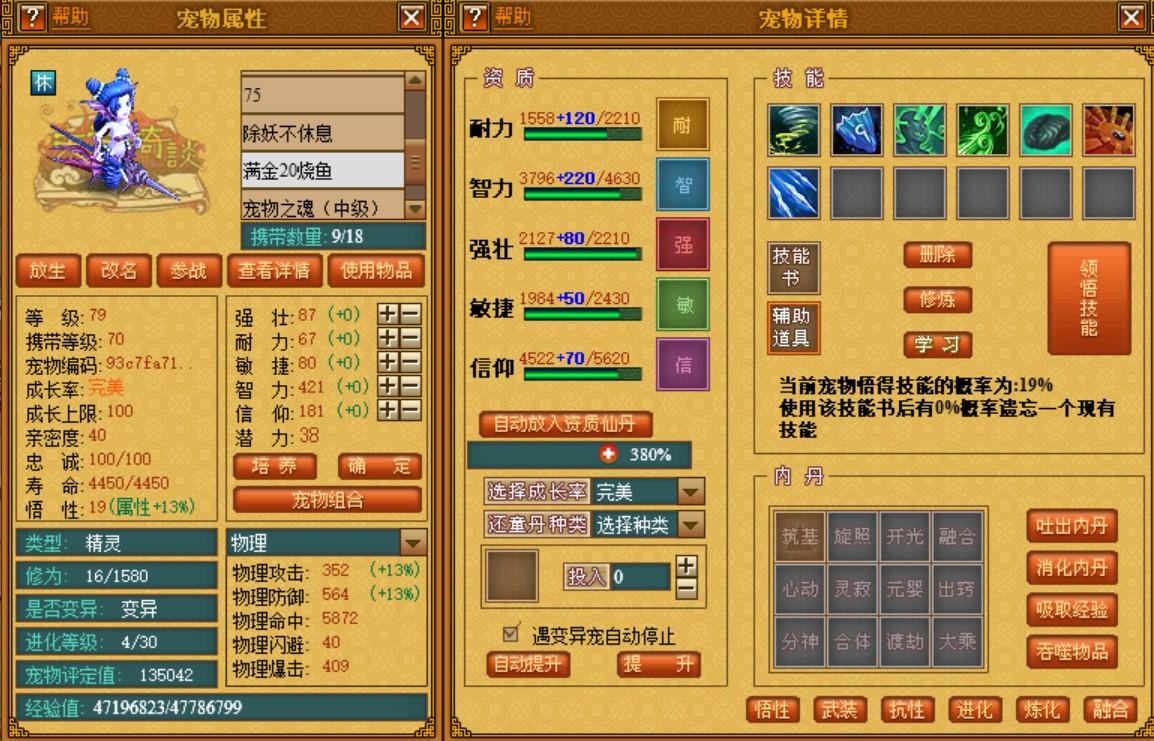 ? 帮助 宠物属性
休
75
除妖不休息
满金20烧鱼
宠物之魂（中级）
携带数量: 9/18
放生 改名 参战 查看详情 使用物品
等 级: 79
携带等级: 70
宠物编码: 93c7fa71..
成长率: 完美
成长上限: 100
亲密度: 40
忠 诚: 100/100
寿 命: 4450/4450
悟 性: 19(属性+13%)
强 壮: 87 (+0) + -
耐 力: 67 (+0) + -
敏 捷: 80 (+0) + -
智 力: 421 (+0) + -
信 仰: 181 (+0) + -
潜 力: 38
培 养 确 定
宠物组合
类型: 精灵
修为: 16/1580
是否变异: 变异
进化等级: 4/30
宠物评定值: 135042
经验值: 47196823/47786799
物理
物理攻击: 352 (+13%)
物理防御: 564 (+13%)
物理命中: 5872
物理闪避: 40
物理爆击: 409
? 帮助 宠物详情
资 质
耐力 1558+120/2210 耐
智力 3796+220/4630 智
强壮 2127+80/2210 强
敏捷 1984+50/2430 敏
信仰 4522+70/5620 信
自动放入资质仙丹
380%
选择成长率 完美
还童丹种类 选择种类
投入 0 + -
遇变异宠自动停止
自动提升 提 升
技 能
技能书
辅助道具
删除
修炼
学 习
领悟技能
当前宠物悟得技能的概率为:19%
使用该技能书后有0%概率遗忘一个现有
技能
内 丹
筑基 旋照 开光 融合
心动 灵寂 元婴 出窍
分神 合体 渡劫 大乘
吐出内丹
消化内丹
吸取经验
吞噬物品
悟性 武装 抗性 进化 炼化 融合